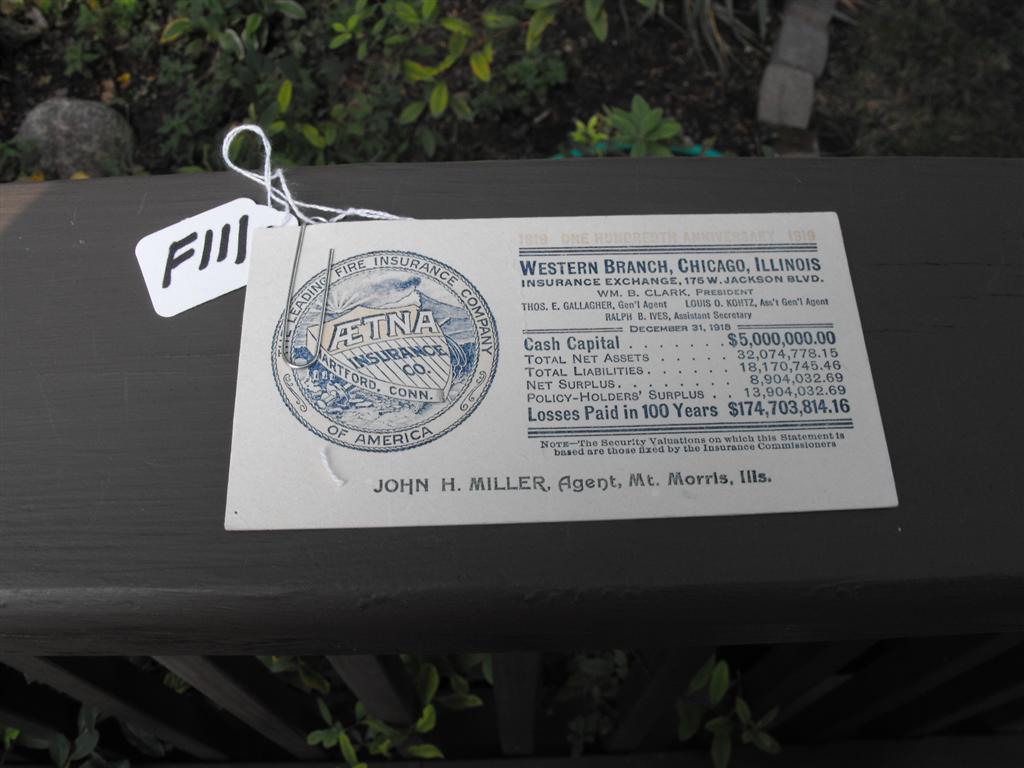 F111
THE LEADING FIRE INSURANCE COMPANY
ÆTNA
INSURANCE
CO.
HARTFORD, CONN.
OF AMERICA
1819 ONE HUNDREDTH ANNIVERSARY 1919
WESTERN BRANCH, CHICAGO, ILLINOIS
INSURANCE EXCHANGE, 175 W. JACKSON BLVD.
WM. B. CLARK, PRESIDENT
THOS. E. GALLAGHER, Gen'l Agent LOUIS O. KOHTZ, Ass't Gen'l Agent
RALPH B. IVES, Assistant Secretary
DECEMBER 31, 1918
Cash Capital . . . . . . . $5,000,000.00
TOTAL NET ASSETS . . . . . . 32,074,778.15
TOTAL LIABILITIES . . . . . . . 18,170,745.46
NET SURPLUS . . . . . . . . 8,904,032.69
POLICY-HOLDERS' SURPLUS . . 13,904,032.69
Losses Paid in 100 Years $174,703,814.16
NOTE—The Security Valuations on which this Statement is
based are those fixed by the Insurance Commissioners
JOHN H. MILLER, Agent, Mt. Morris, Ills.